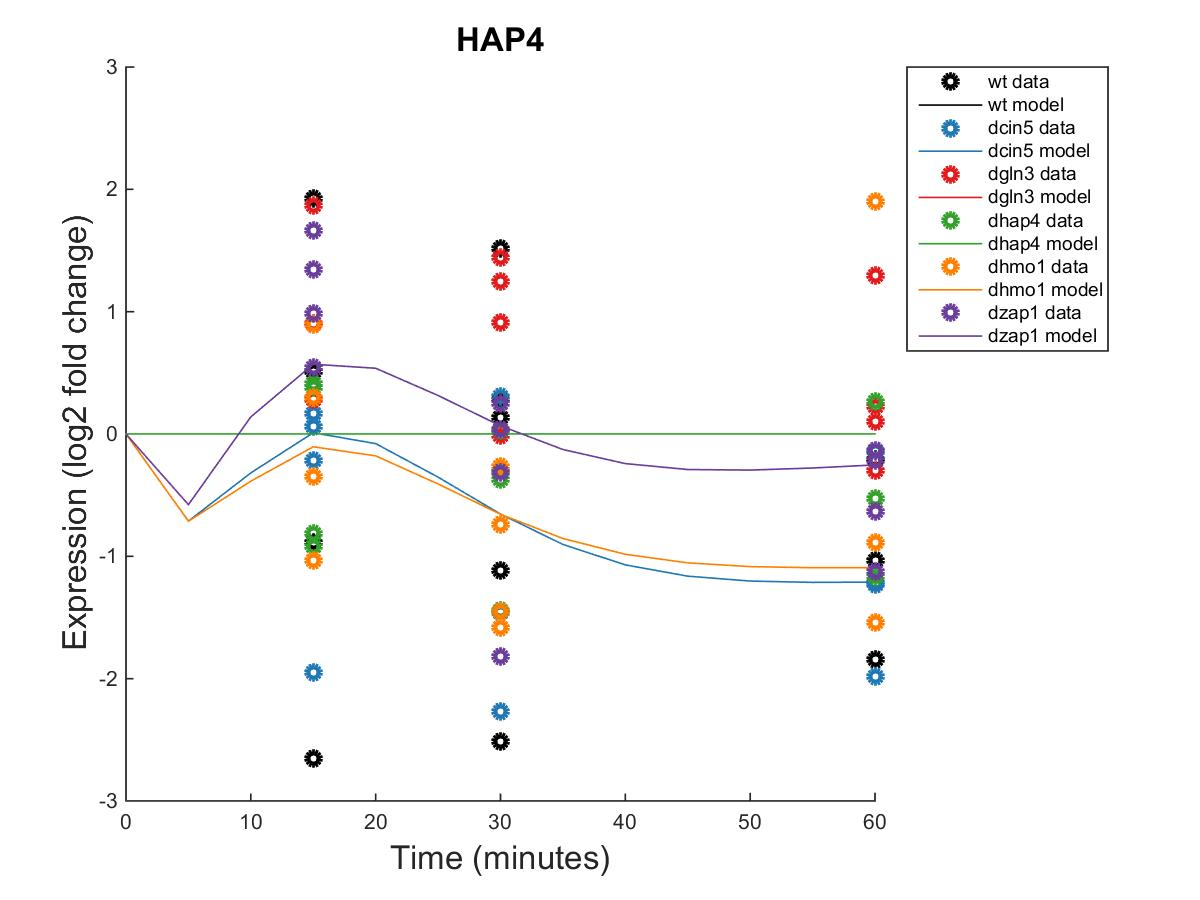 HAP4
3
2
1
0
-1
-2
-3
Expression (log2 fold change)
0 10 20 30 40 50 60
Time (minutes)
wt data
wt model
dcin5 data
dcin5 model
dgln3 data
dgln3 model
dhap4 data
dhap4 model
dhmo1 data
dhmo1 model
dzap1 data
dzap1 model